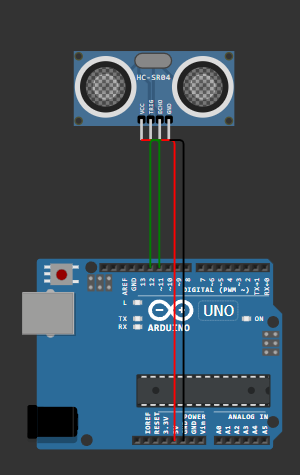 HC-SR04
VCC
TRIG
ECHO
GND
AREF
GND
13
12
~11
~10
~9
8
7
~6
~5
4
~3
2
TX→1
RX←0
DIGITAL (PWM ~)
L
TX
RX
UNO
ON
ARDUINO
POWER
ANALOG IN
IOREF
RESET
3.3V
5V
GND
GND
Vin
A0
A1
A2
A3
A4
A5